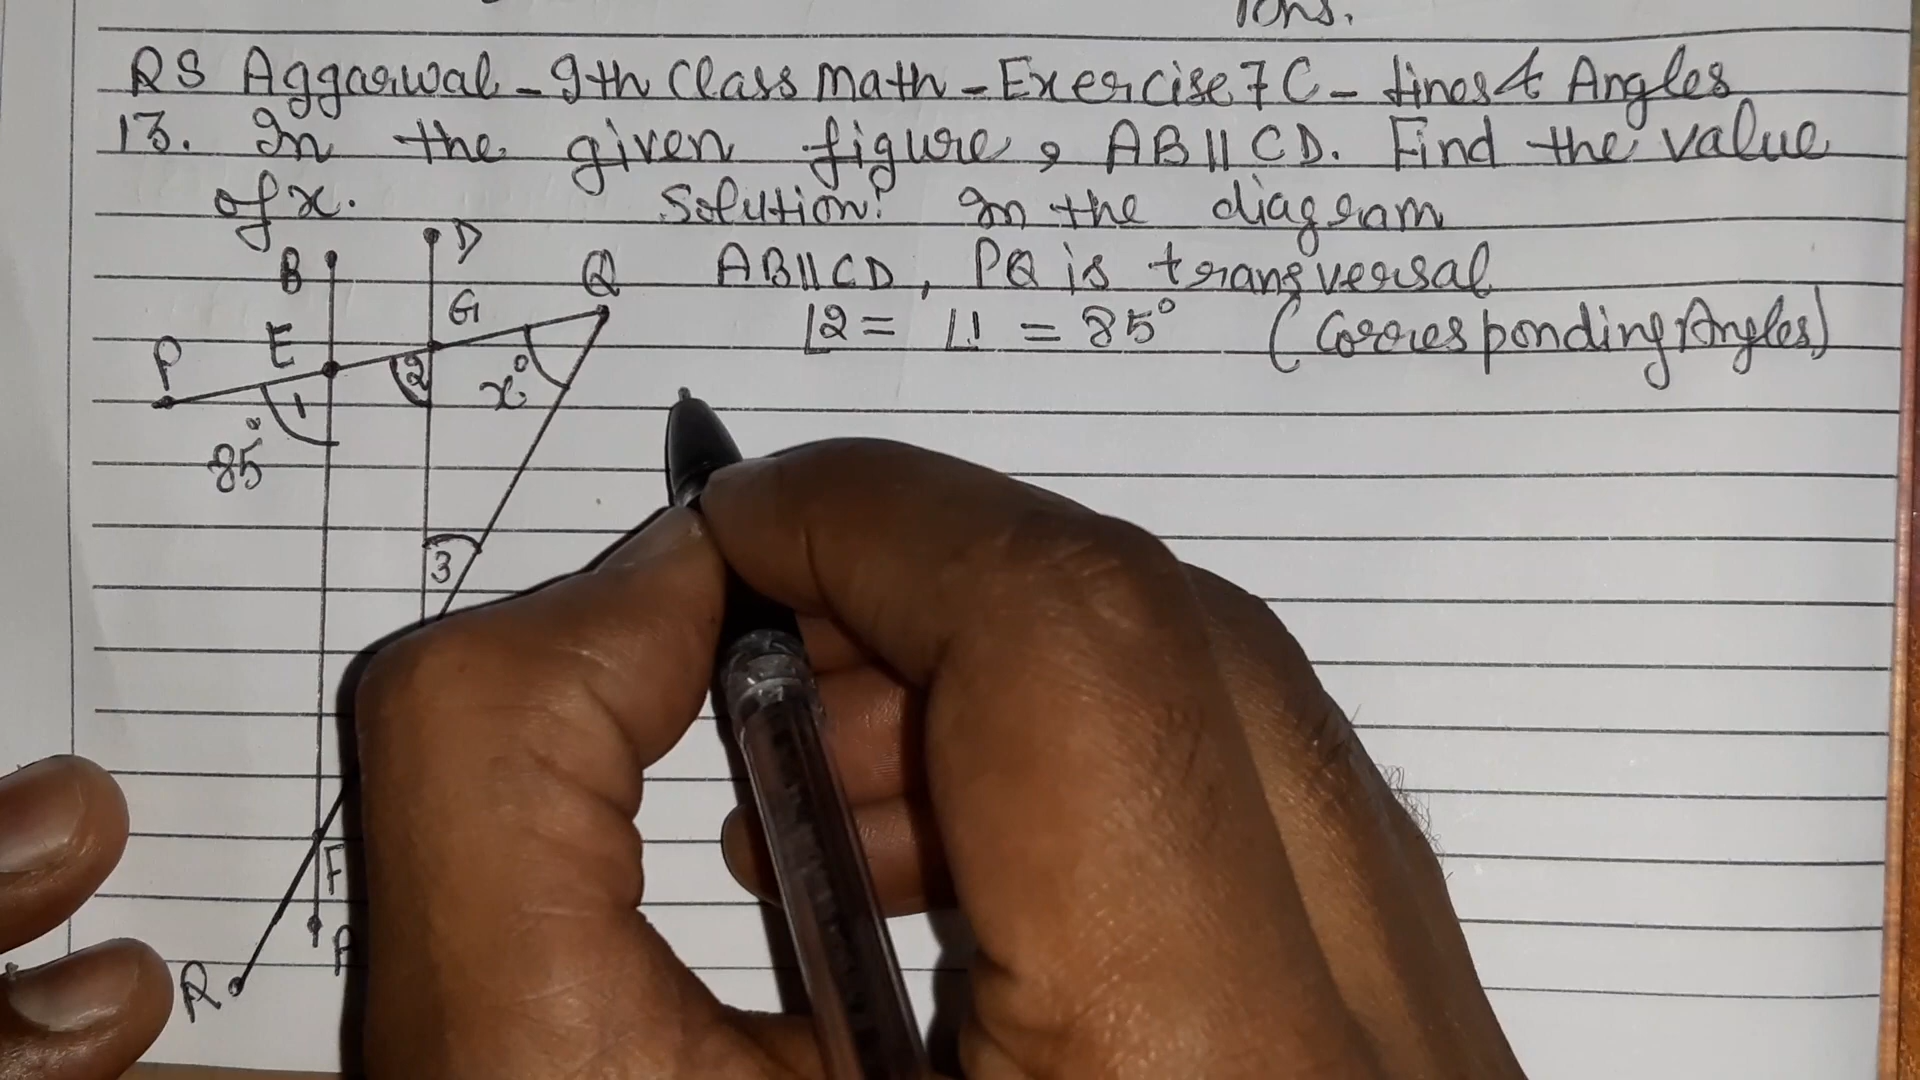 ions.
RS Aggarwal - 9th Class Math - Exercise 7C - Lines & Angles
13. In the given figure, AB||CD. Find the value
of x.
Solution: In the diagram
AB||CD, PQ is transversal
∠2 = ∠1 = 85° (Corresponding Angles)
D
B
Q
G
E
P
2
x°
1
85°
3
F
A
R